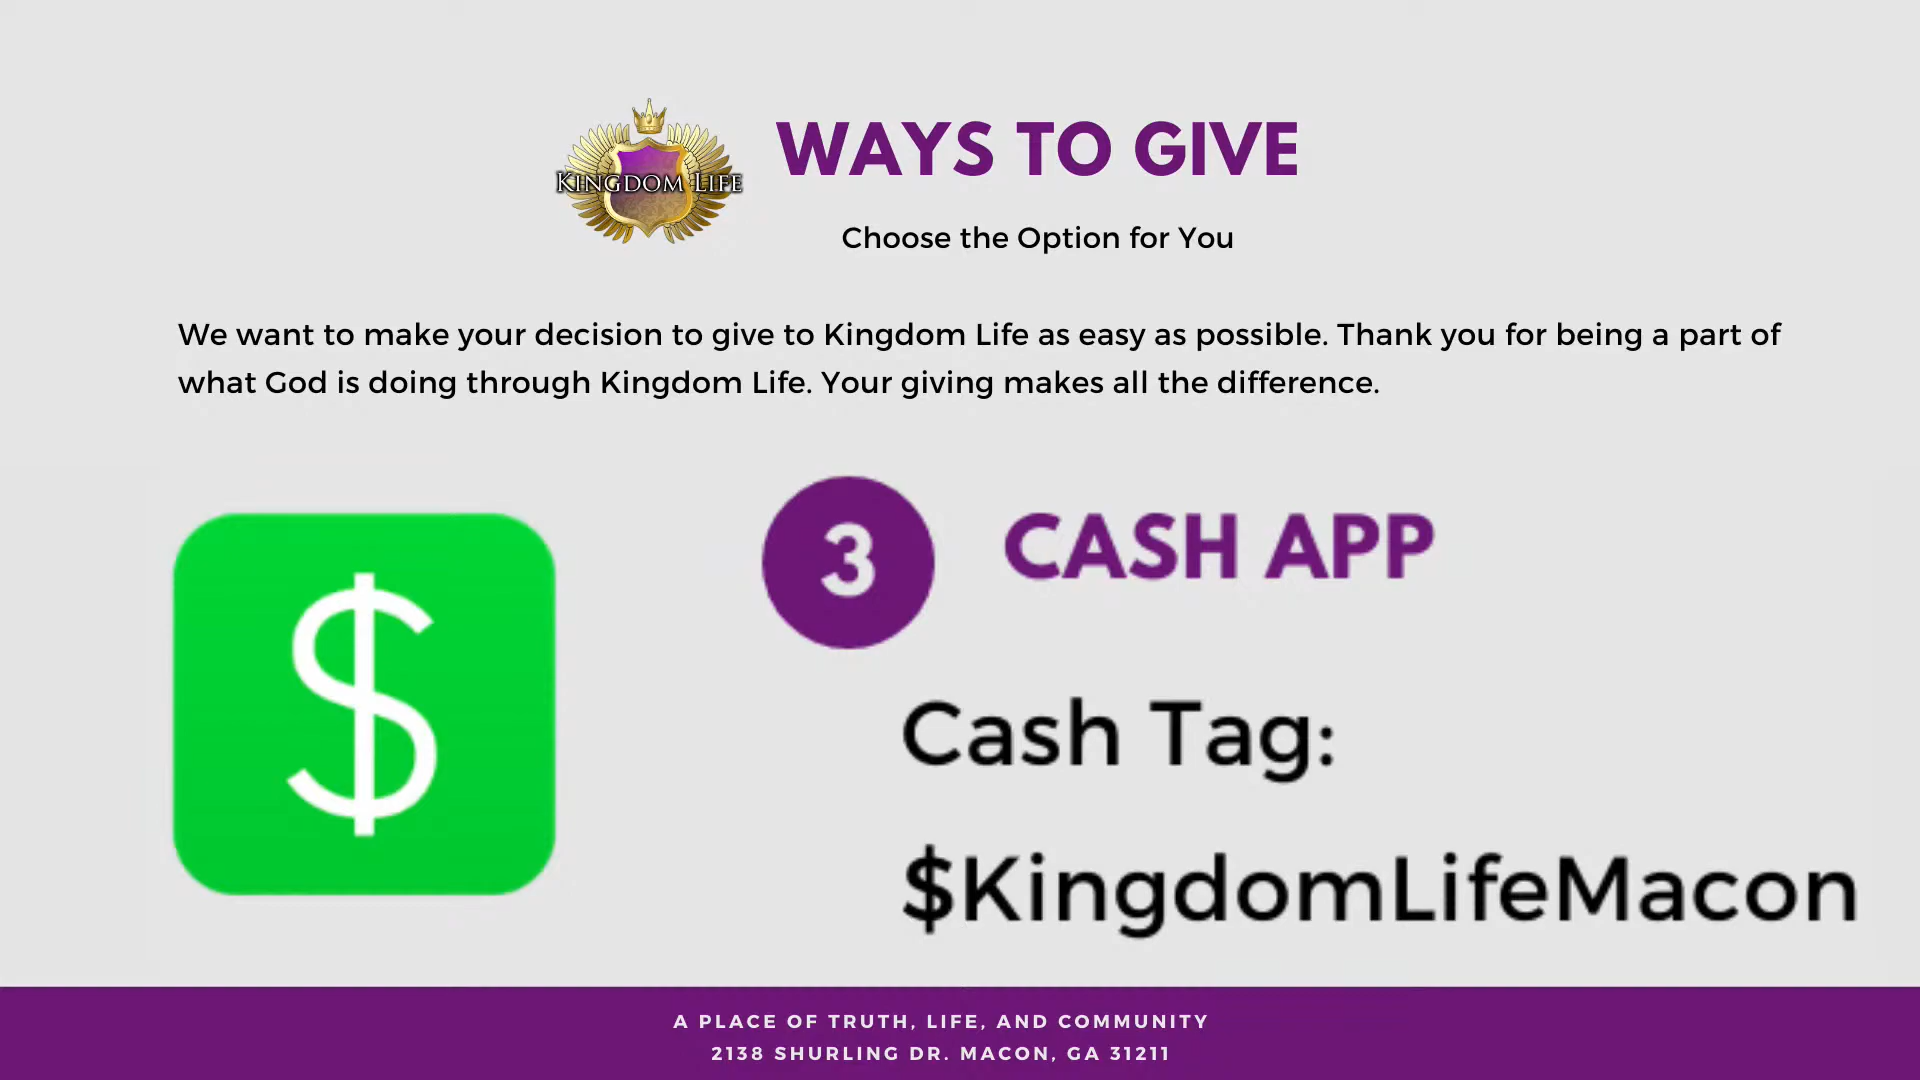 KINGDOM LIFE
WAYS TO GIVE
Choose the Option for You
We want to make your decision to give to Kingdom Life as easy as possible. Thank you for being a part of
what God is doing through Kingdom Life. Your giving makes all the difference.
$
3 CASH APP
Cash Tag:
$KingdomLifeMacon
A PLACE OF TRUTH, LIFE, AND COMMUNITY
2138 SHURLING DR. MACON, GA 31211